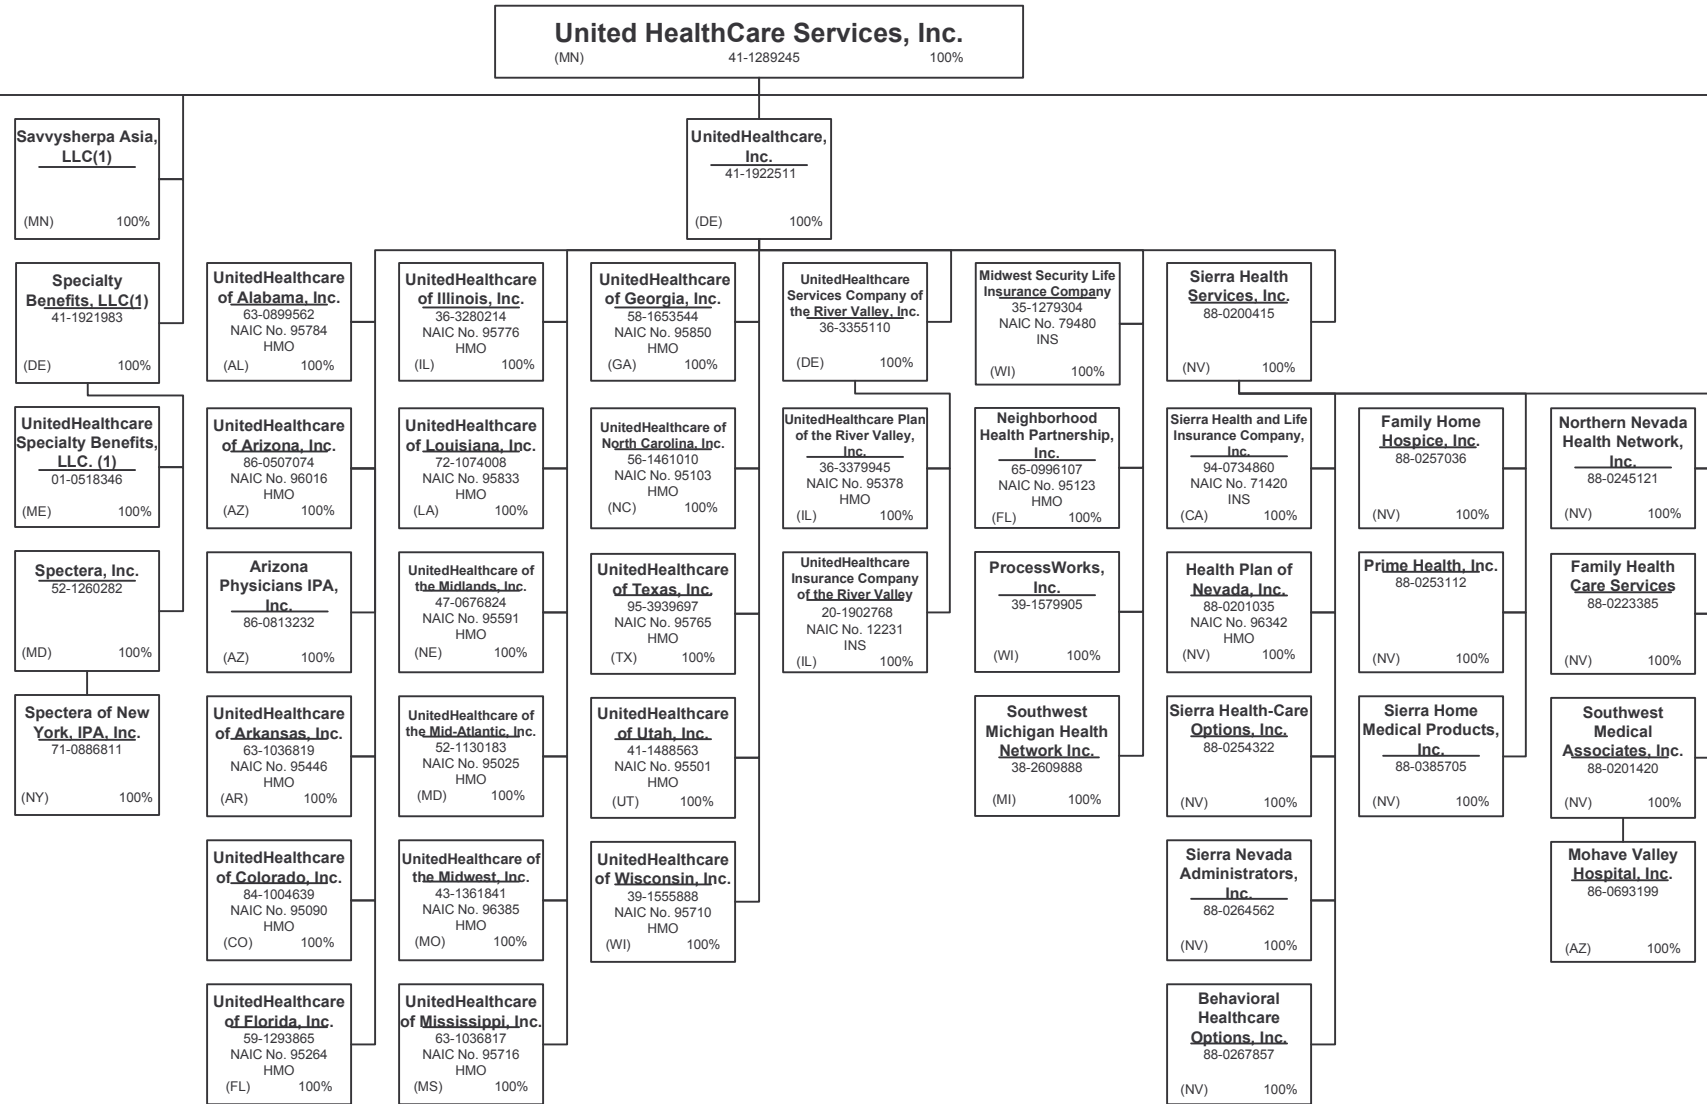 United HealthCare Services, Inc.
(MN) 41-1289245 100%
Savvysherpa Asia,
LLC(1)
(MN) 100%
UnitedHealthcare,
Inc.
41-1922511
(DE) 100%
Specialty
Benefits, LLC(1)
41-1921983
(DE) 100%
UnitedHealthcare
of Alabama, Inc.
63-0899562
NAIC No. 95784
HMO
(AL) 100%
UnitedHealthcare
of Illinois, Inc.
36-3280214
NAIC No. 95776
HMO
(IL) 100%
UnitedHealthcare
of Georgia, Inc.
58-1653544
NAIC No. 95850
HMO
(GA) 100%
UnitedHealthcare
Services Company of
the River Valley, Inc.
36-3355110
(DE) 100%
Midwest Security Life
Insurance Company
35-1279304
NAIC No. 79480
INS
(WI) 100%
Sierra Health
Services, Inc.
88-0200415
(NV) 100%
UnitedHealthcare
Specialty Benefits,
LLC. (1)
01-0518346
(ME) 100%
UnitedHealthcare
of Arizona, Inc.
86-0507074
NAIC No. 96016
HMO
(AZ) 100%
UnitedHealthcare
of Louisiana, Inc.
72-1074008
NAIC No. 95833
HMO
(LA) 100%
UnitedHealthcare of
North Carolina, Inc.
56-1461010
NAIC No. 95103
HMO
(NC) 100%
UnitedHealthcare Plan
of the River Valley,
Inc.
36-3379945
NAIC No. 95378
HMO
(IL) 100%
Neighborhood
Health Partnership,
Inc.
65-0996107
NAIC No. 95123
HMO
(FL) 100%
Sierra Health and Life
Insurance Company,
Inc.
94-0734860
NAIC No. 71420
INS
(CA) 100%
Family Home
Hospice, Inc.
88-0257036
(NV) 100%
Northern Nevada
Health Network,
Inc.
88-0245121
(NV) 100%
Spectera, Inc.
52-1260282
(MD) 100%
Arizona
Physicians IPA,
Inc.
86-0813232
(AZ) 100%
UnitedHealthcare of
the Midlands, Inc.
47-0676824
NAIC No. 95591
HMO
(NE) 100%
UnitedHealthcare
of Texas, Inc.
95-3939697
NAIC No. 95765
HMO
(TX) 100%
UnitedHealthcare
Insurance Company
of the River Valley
20-1902768
NAIC No. 12231
INS
(IL) 100%
ProcessWorks,
Inc.
39-1579905
(WI) 100%
Health Plan of
Nevada, Inc.
88-0201035
NAIC No. 96342
HMO
(NV) 100%
Prime Health, Inc.
88-0253112
(NV) 100%
Family Health
Care Services
88-0223385
(NV) 100%
Spectera of New
York, IPA, Inc.
71-0886811
(NY) 100%
UnitedHealthcare
of Arkansas, Inc.
63-1036819
NAIC No. 95446
HMO
(AR) 100%
UnitedHealthcare of
the Mid-Atlantic, Inc.
52-1130183
NAIC No. 95025
HMO
(MD) 100%
UnitedHealthcare
of Utah, Inc.
41-1488563
NAIC No. 95501
HMO
(UT) 100%
Southwest
Michigan Health
Network Inc.
38-2609888
(MI) 100%
Sierra Health-Care
Options, Inc.
88-0254322
(NV) 100%
Sierra Home
Medical Products,
Inc.
88-0385705
(NV) 100%
Southwest
Medical
Associates, Inc.
88-0201420
(NV) 100%
UnitedHealthcare
of Colorado, Inc.
84-1004639
NAIC No. 95090
HMO
(CO) 100%
UnitedHealthcare of
the Midwest, Inc.
43-1361841
NAIC No. 96385
HMO
(MO) 100%
UnitedHealthcare
of Wisconsin, Inc.
39-1555888
NAIC No. 95710
HMO
(WI) 100%
Sierra Nevada
Administrators,
Inc.
88-0264562
(NV) 100%
Mohave Valley
Hospital, Inc.
86-0693199
(AZ) 100%
UnitedHealthcare
of Florida, Inc.
59-1293865
NAIC No. 95264
HMO
(FL) 100%
UnitedHealthcare
of Mississippi, Inc.
63-1036817
NAIC No. 95716
HMO
(MS) 100%
Behavioral
Healthcare
Options, Inc.
88-0267857
(NV) 100%